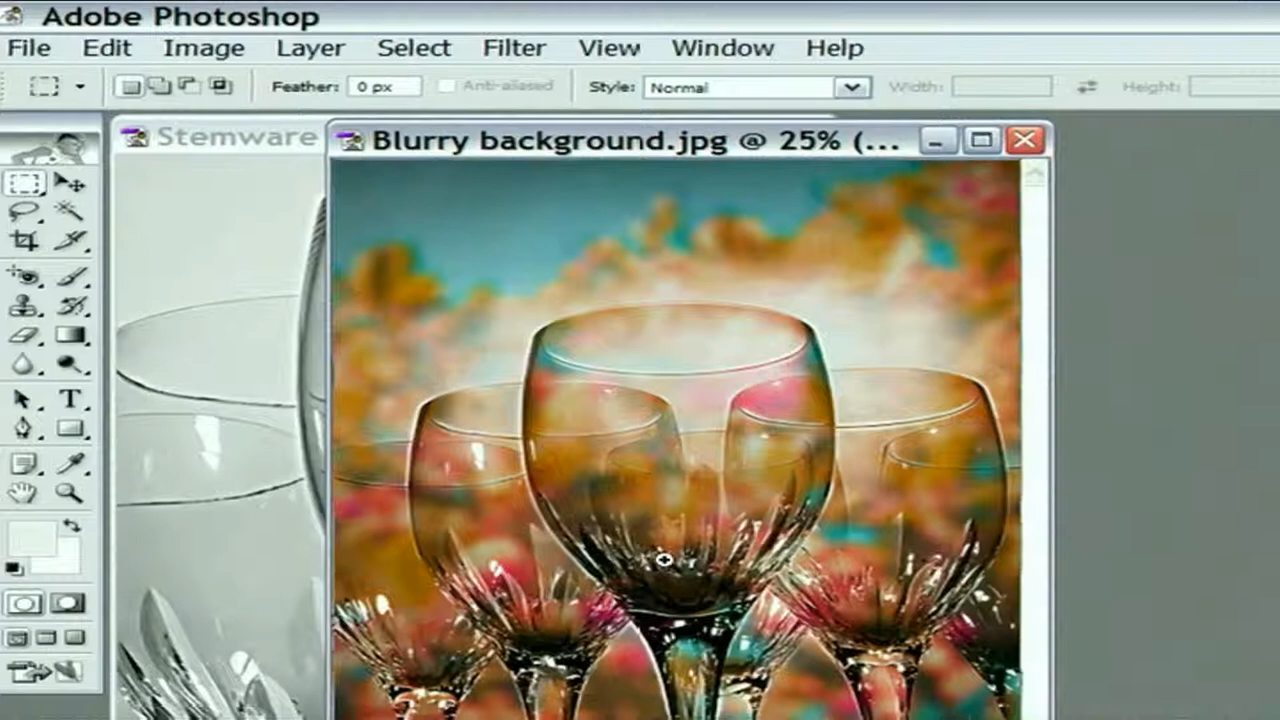 Adobe Photoshop
File Edit Image Layer Select Filter View Window Help
Feather: 0 px Anti-aliased Style: Normal Width: Height:
Stemware
Blurry background.jpg @ 25% (...
T